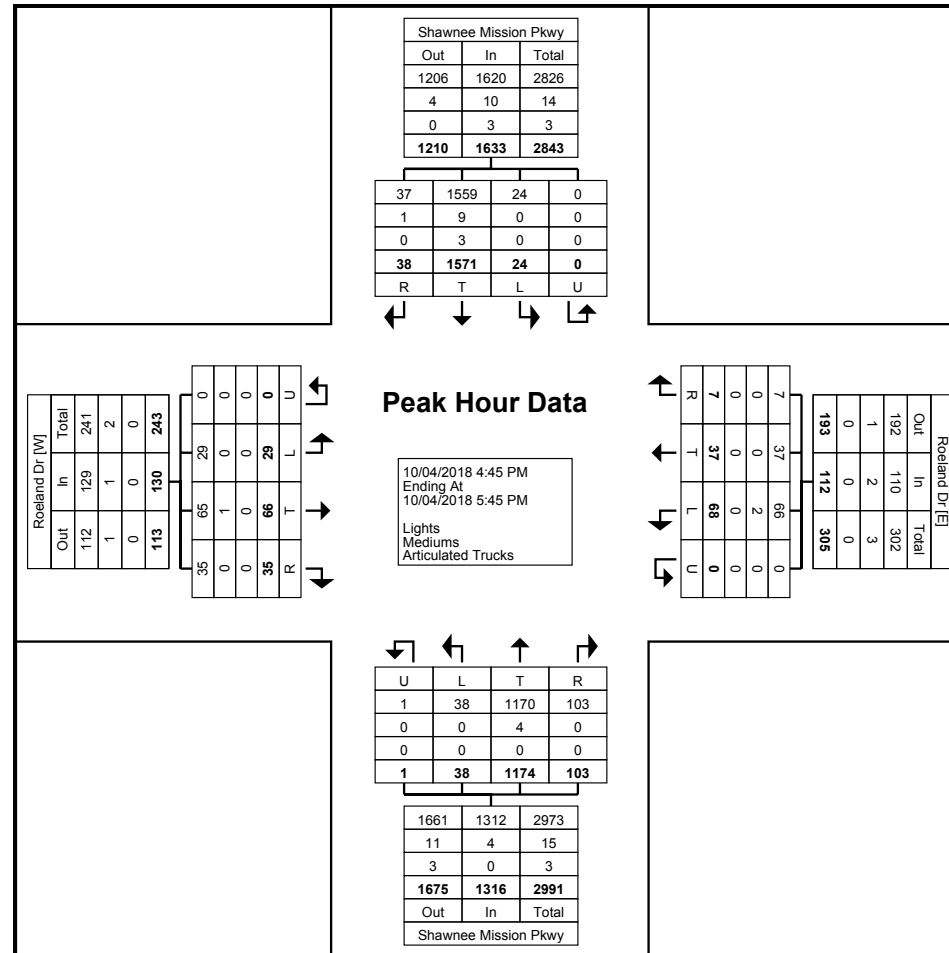 Shawnee Mission Pkwy
Out In Total
1206 1620 2826
4 10 14
0 3 3
1210 1633 2843
37 1559 24 0
1 9 0 0
0 3 0 0
38 1571 24 0
R T L U
Roeland Dr [W]
Total 241 2 0 243
In 129 1 0 130
Out 112 1 0 113
0 0 0 0 U
29 0 0 29 L
65 1 0 66 T
35 0 0 35 R
Peak Hour Data
10/04/2018 4:45 PM
Ending At
10/04/2018 5:45 PM
Lights
Mediums
Articulated Trucks
R 7 0 0 7
T 37 0 0 37
L 68 0 2 66
U 0 0 0 0
193 0 1 192 Out
112 0 2 110 In
305 0 3 302 Total
Roeland Dr [E]
U L T R
1 38 1170 103
0 0 4 0
0 0 0 0
1 38 1174 103
1661 1312 2973
11 4 15
3 0 3
1675 1316 2991
Out In Total
Shawnee Mission Pkwy